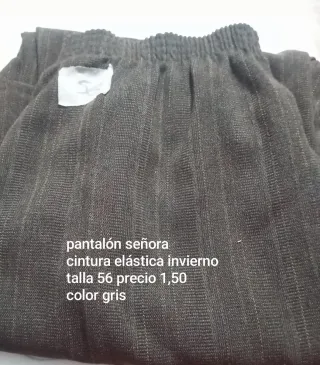 pantalón señora
cintura elástica invierno
talla 56 precio 1,50
color gris